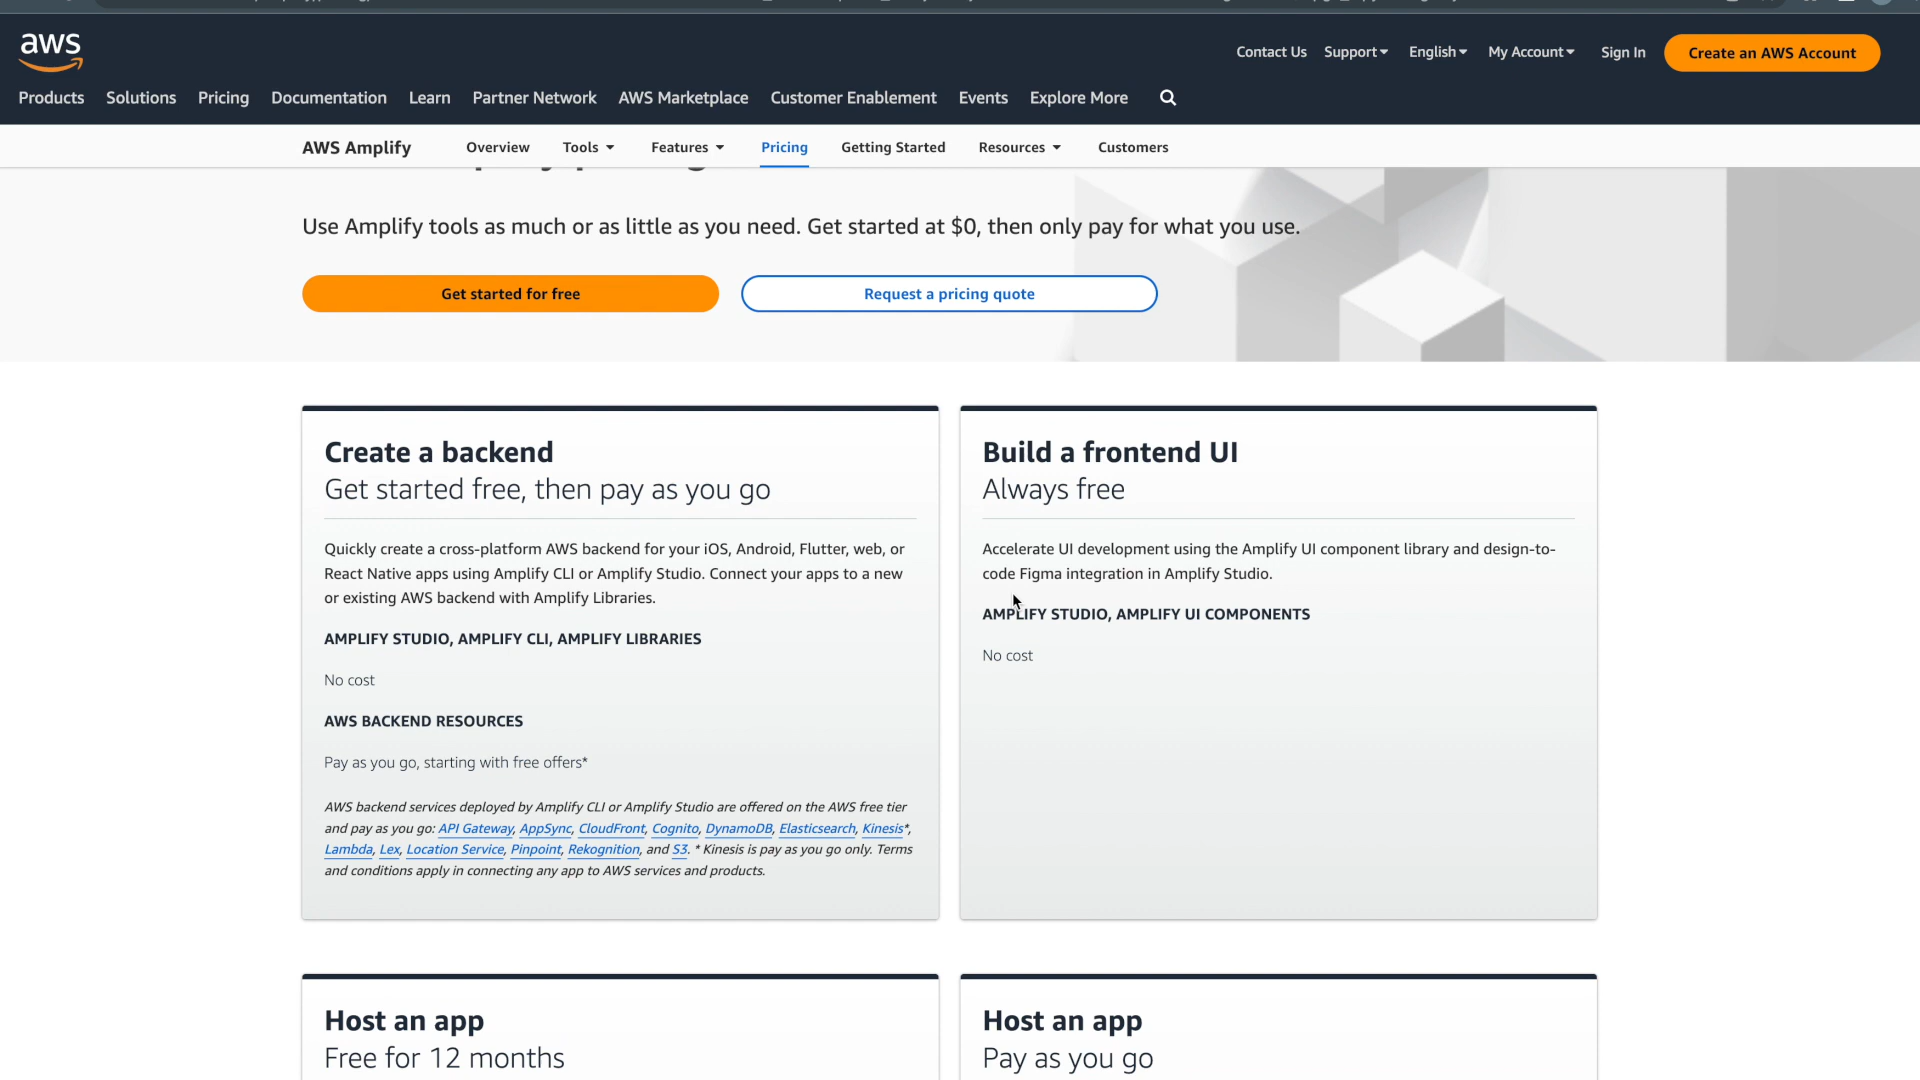 aws
Contact Us Support English My Account Sign In Create an AWS Account
Products Solutions Pricing Documentation Learn Partner Network AWS Marketplace Customer Enablement Events Explore More
AWS Amplify Overview Tools Features Pricing Getting Started Resources Customers
Use Amplify tools as much or as little as you need. Get started at $0, then only pay for what you use.
Get started for free Request a pricing quote
Create a backend
Get started free, then pay as you go
Quickly create a cross-platform AWS backend for your iOS, Android, Flutter, web, or
React Native apps using Amplify CLI or Amplify Studio. Connect your apps to a new
or existing AWS backend with Amplify Libraries.
AMPLIFY STUDIO, AMPLIFY CLI, AMPLIFY LIBRARIES
No cost
AWS BACKEND RESOURCES
Pay as you go, starting with free offers*
AWS backend services deployed by Amplify CLI or Amplify Studio are offered on the AWS free tier
and pay as you go: API Gateway, AppSync, CloudFront, Cognito, DynamoDB, Elasticsearch, Kinesis*,
Lambda, Lex, Location Service, Pinpoint, Rekognition, and S3. * Kinesis is pay as you go only. Terms
and conditions apply in connecting any app to AWS services and products.
Build a frontend UI
Always free
Accelerate UI development using the Amplify UI component library and design-to-
code Figma integration in Amplify Studio.
AMPLIFY STUDIO, AMPLIFY UI COMPONENTS
No cost
Host an app
Free for 12 months
Host an app
Pay as you go